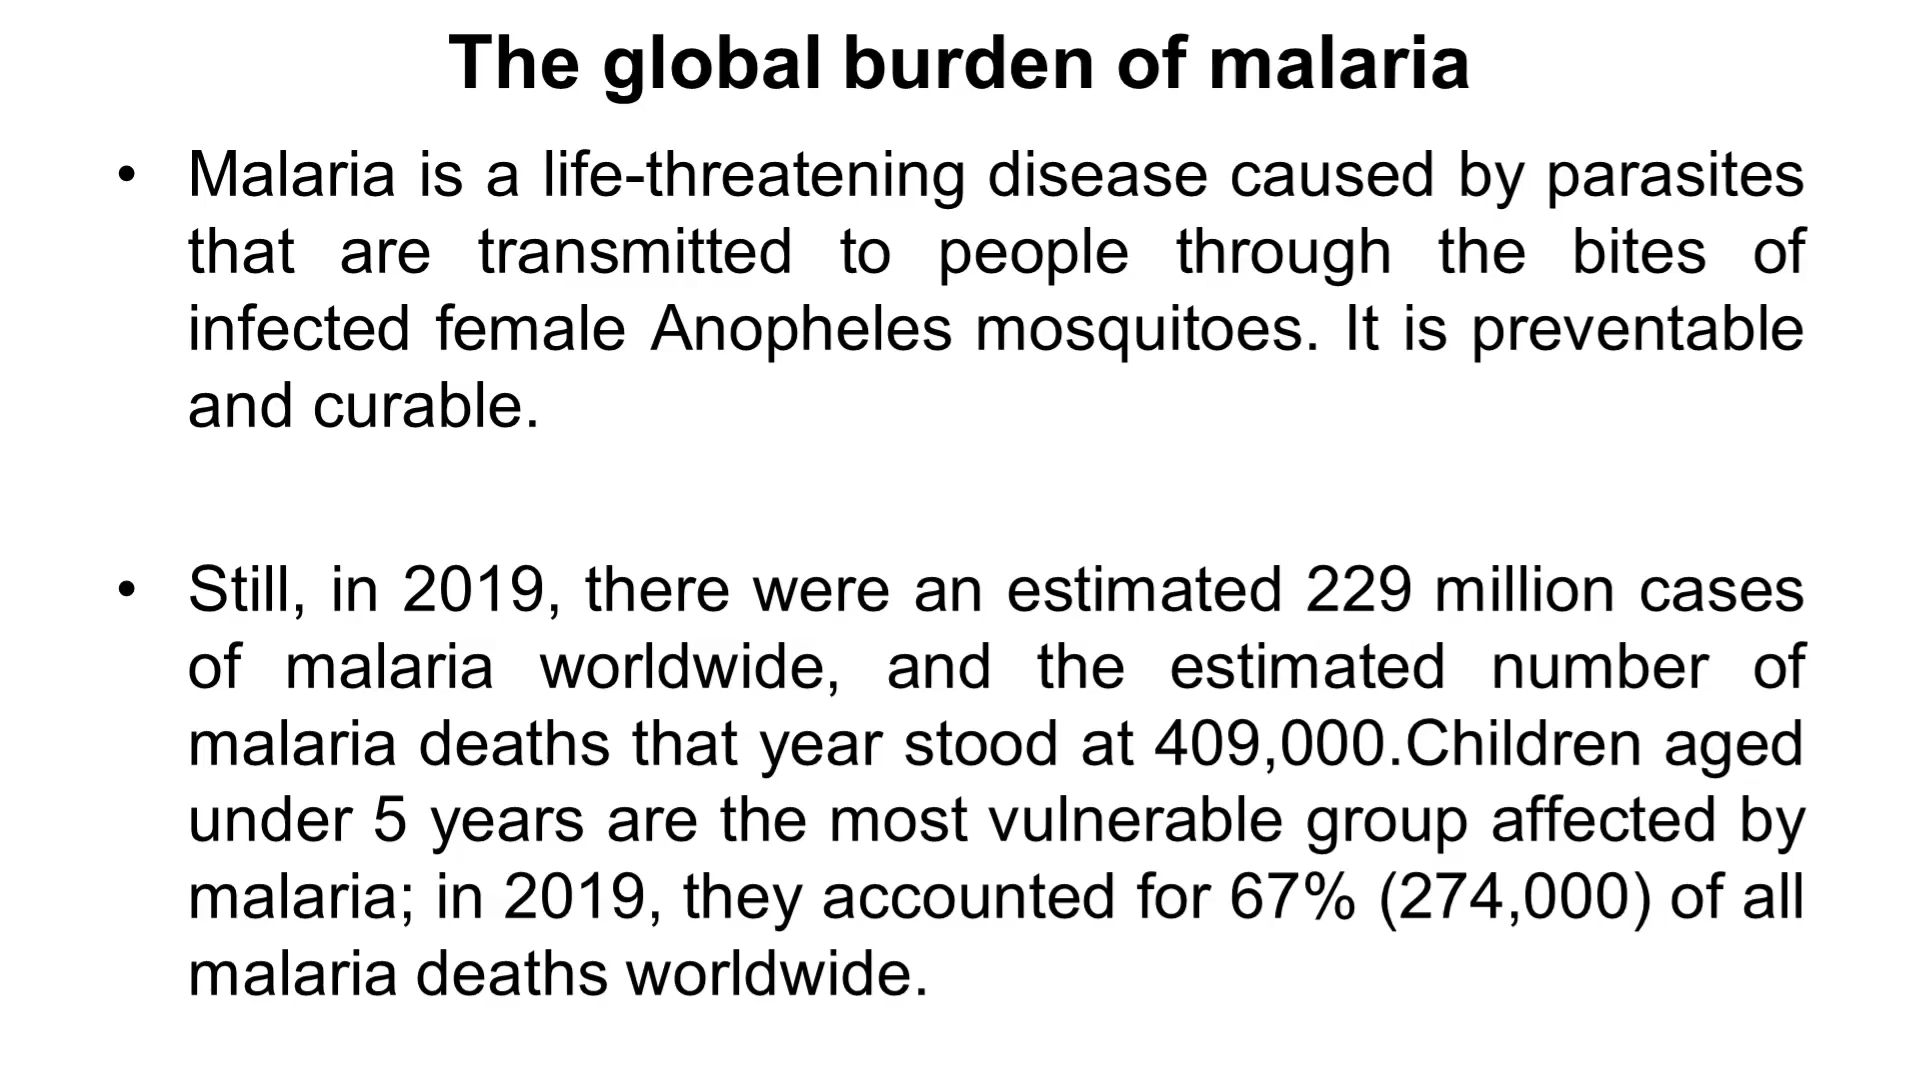 The global burden of malaria
• Malaria is a life-threatening disease caused by parasites
that are transmitted to people through the bites of
infected female Anopheles mosquitoes. It is preventable
and curable.
• Still, in 2019, there were an estimated 229 million cases
of malaria worldwide, and the estimated number of
malaria deaths that year stood at 409,000.Children aged
under 5 years are the most vulnerable group affected by
malaria; in 2019, they accounted for 67% (274,000) of all
malaria deaths worldwide.